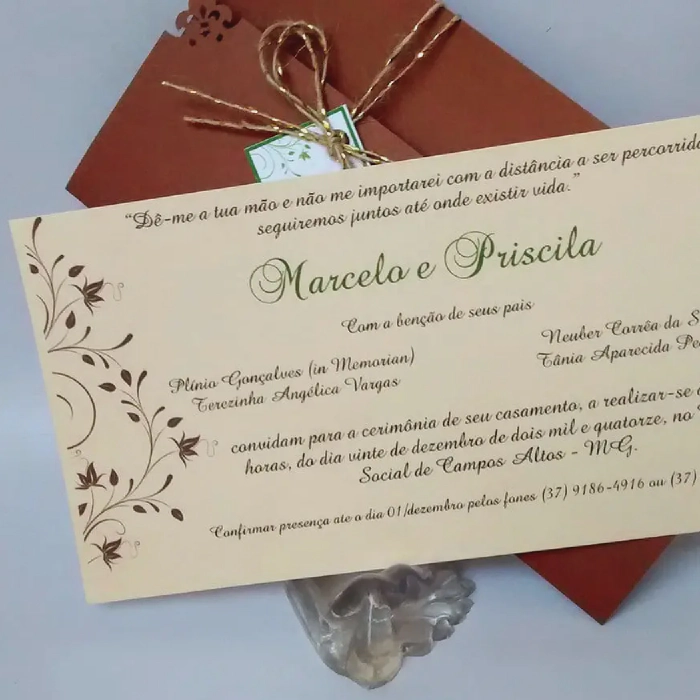 “Dê-me a tua mão e não me importarei com a distância a ser percorrida
seguiremos juntos até onde existir vida.”
Marcelo e Priscila
Com a benção de seus pais
Plínio Gonçalves (in Memorian)
Terezinha Angélica Vargas
Neuber Corrêa da S
Tânia Aparecida Pe
convidam para a cerimônia de seu casamento, a realizar-se
horas, do dia vinte de dezembro de dois mil e quatorze, no
Social de Campos Altos - MG.
Confirmar presença ate o dia 01/dezembro pelos fones (37) 9186-4916 ou (37)